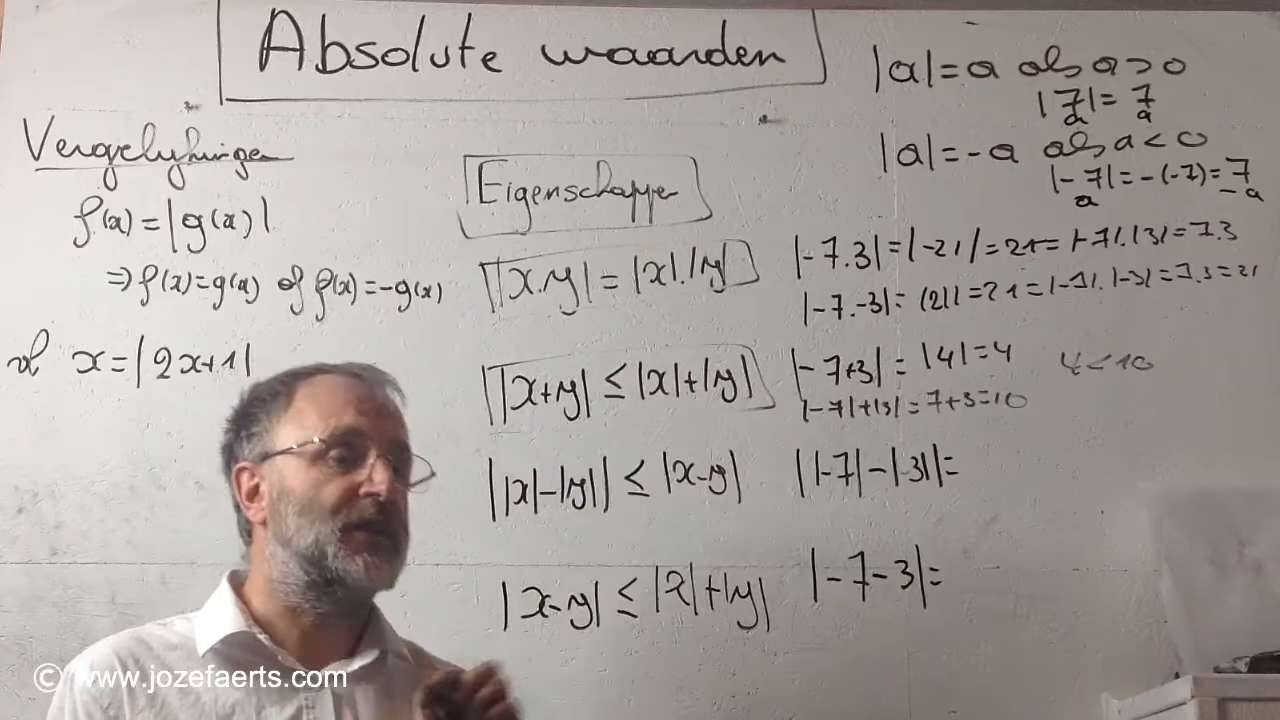 Absolute waarden
|a|=a als a>0
|7|=7
a a
|a|=-a als a<0
|-7|=-(-7)=7
a -a
Vergelijkingen
f(x)=|g(x)|
⇒ f(x)=g(x) of f(x)=-g(x)
vb x=|2x+1|
Eigenschappen
|x.y|=|x|.|y|
|-7.3|=|-21|=21=|-7|.|3|=7.3
|-7.-3|=|21|=21=|-7|.|-3|=7.3=21
|x+y|≤|x|+|y|
|-7+3|=|4|=4 4<10
|-7|+|3|=7+3=10
||x|-|y||≤|x-y|
||-7|-|-3||=
|x-y|≤|x|+|y|
|-7-3|=
© www.jozefaerts.com